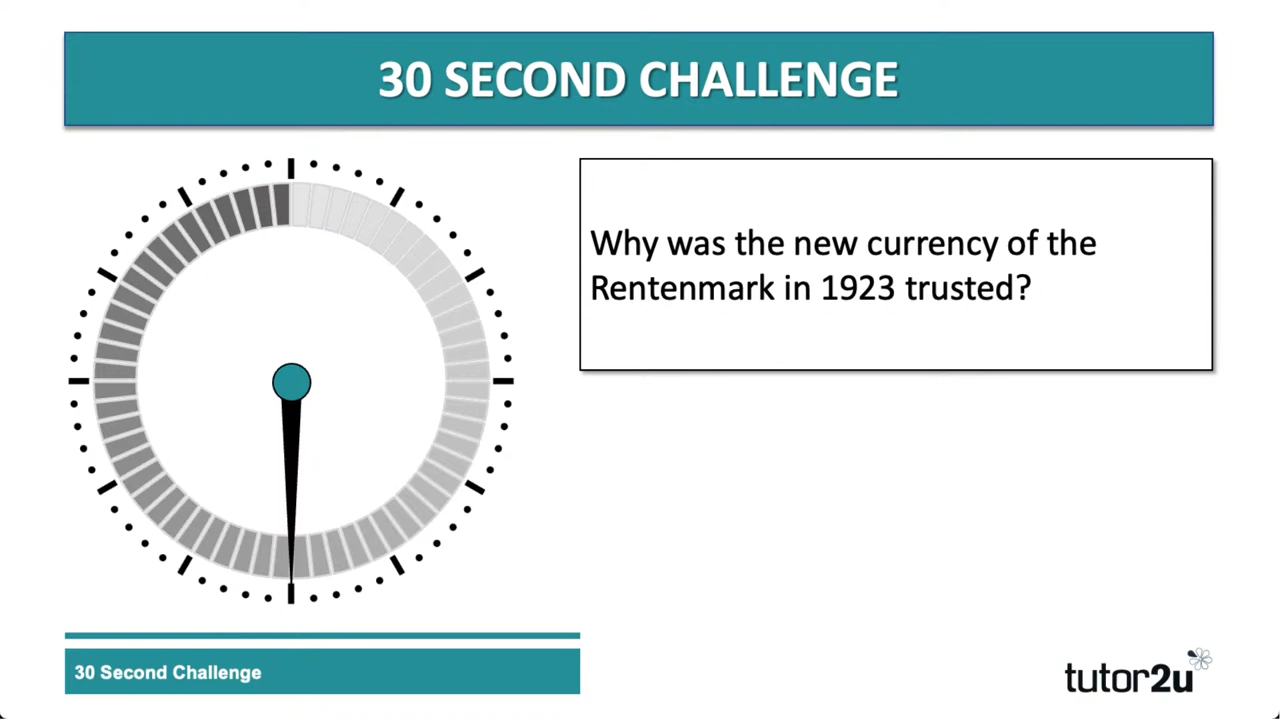 30 SECOND CHALLENGE
Why was the new currency of the
Rentenmark in 1923 trusted?
30 Second Challenge
tutor2u